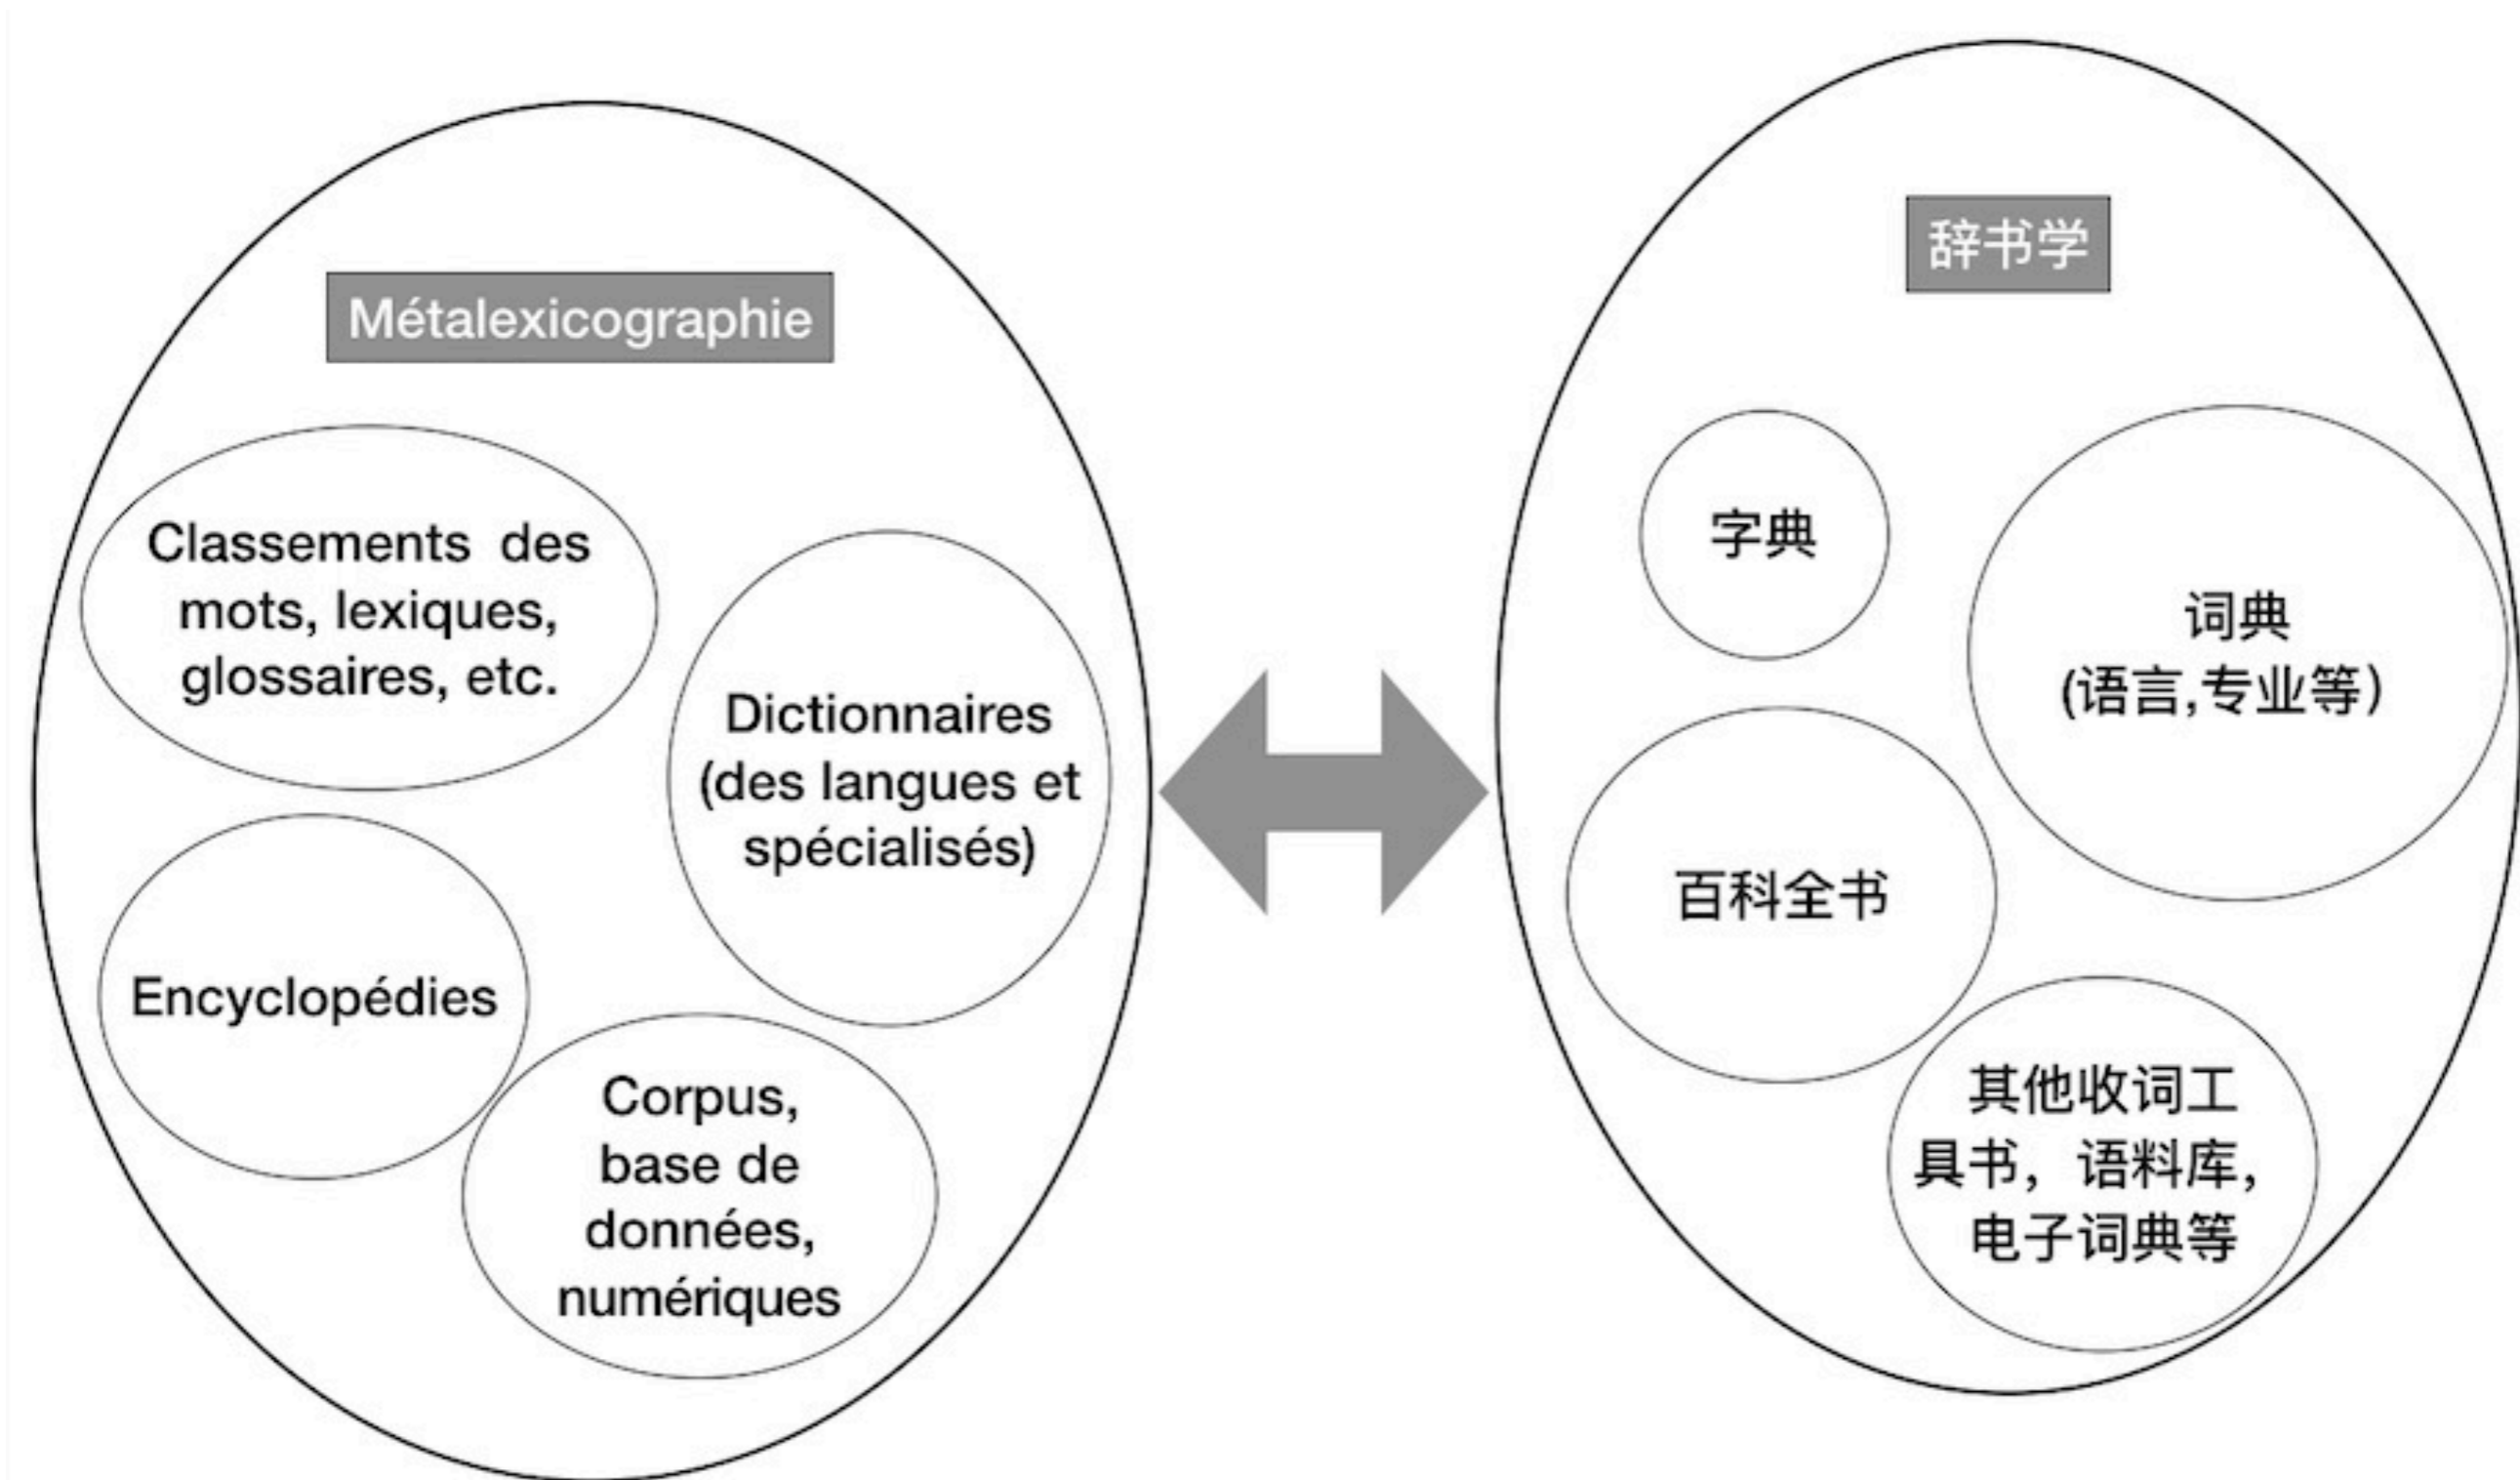 Métalexicographie
Classements des
mots, lexiques,
glossaires, etc.
Dictionnaires
(des langues et
spécialisés)
Encyclopédies
Corpus,
base de
données,
numériques
辞书学
字典
词典
(语言,专业等）
百科全书
其他收词工
具书，语料库，
电子词典等